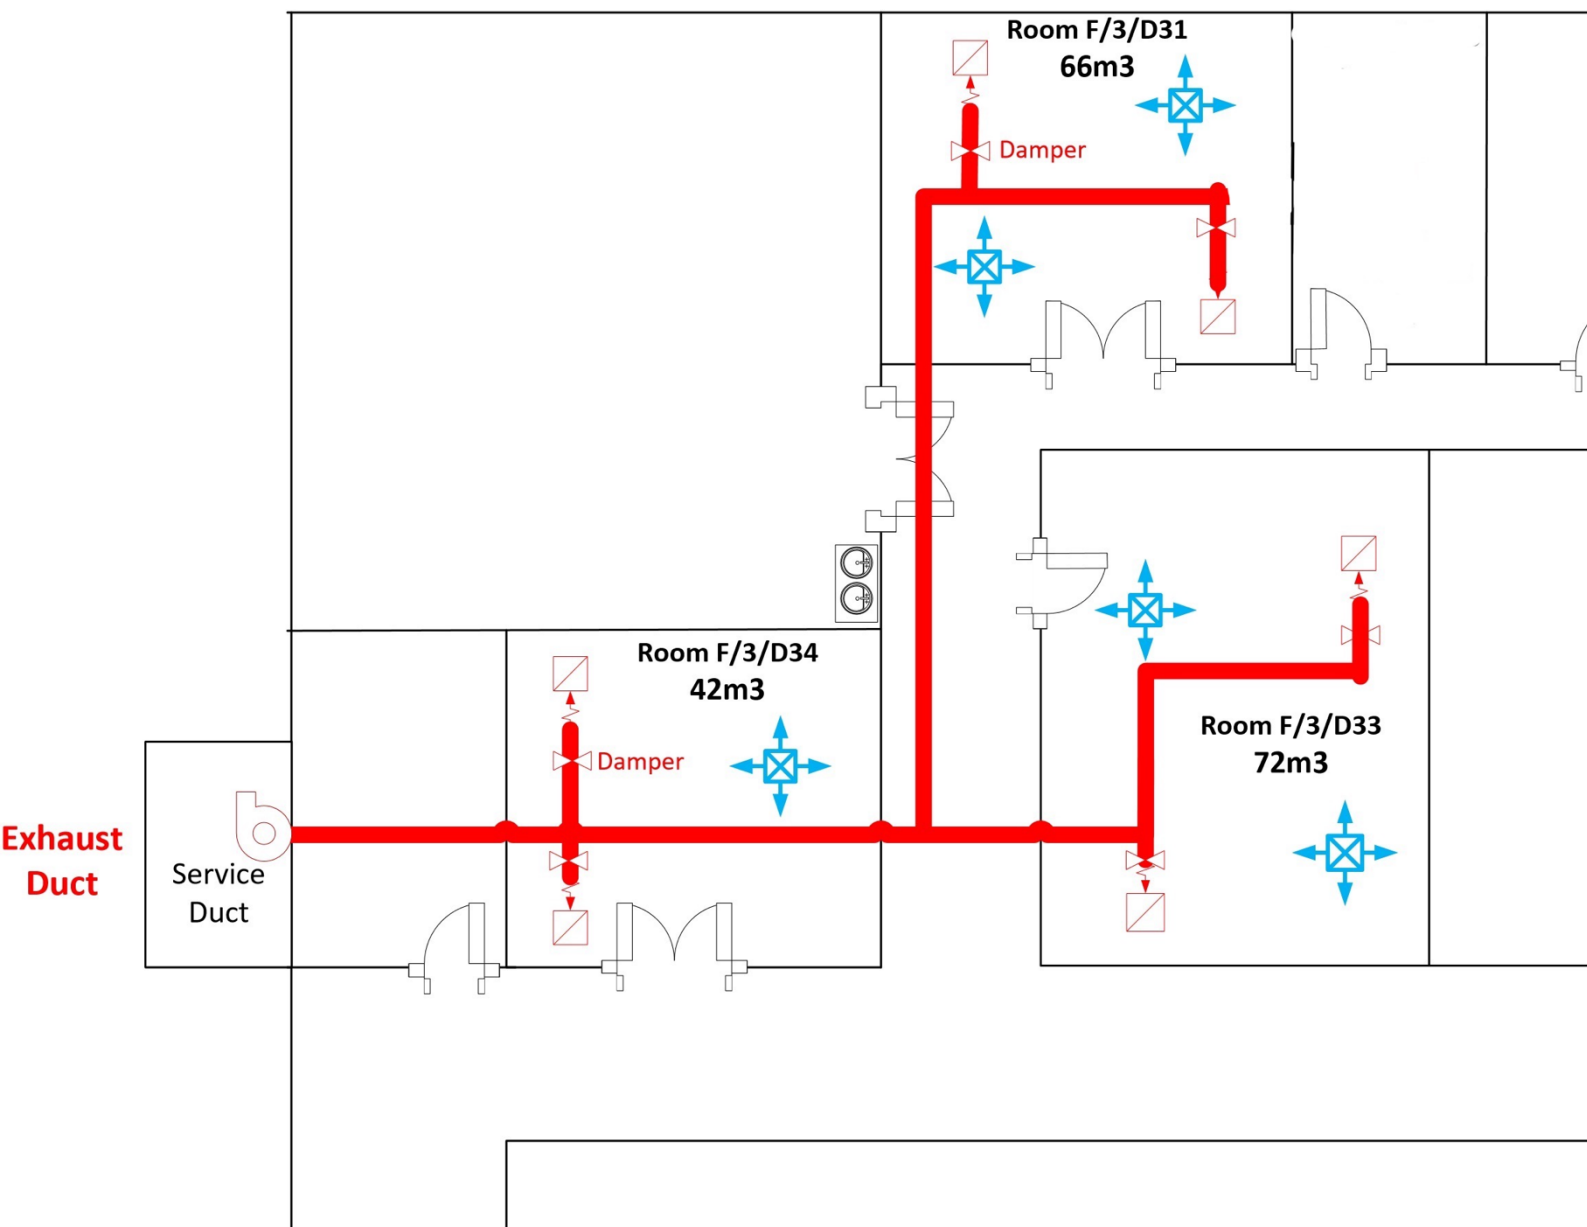 Room F/3/D31
66m3
Damper
Room F/3/D34
42m3
Damper
Room F/3/D33
72m3
Exhaust
Duct
Service
Duct